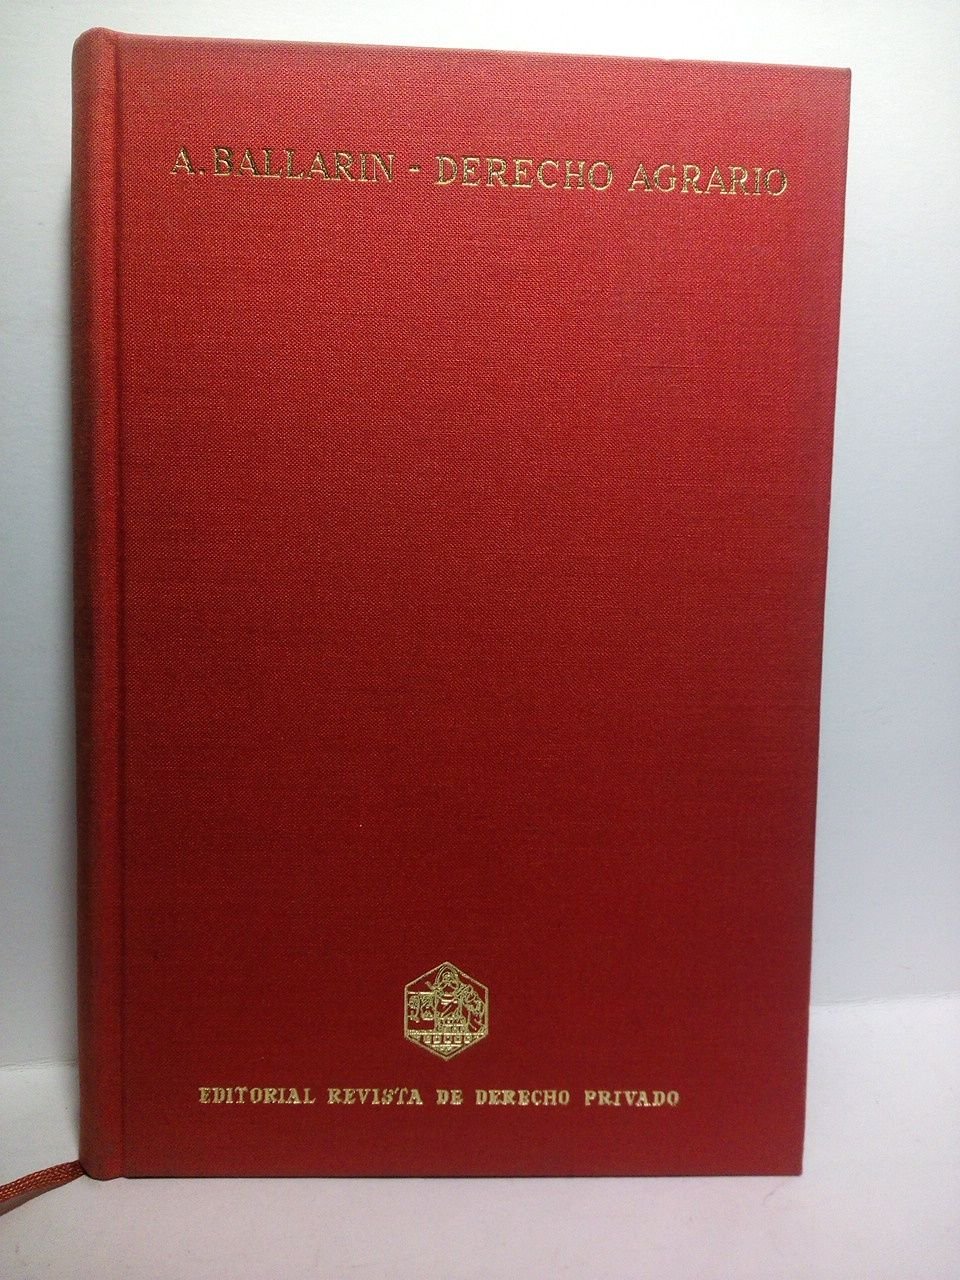 A. BALLARIN - DERECHO AGRARIO
EDITORIAL REVISTA DE DERECHO PRIVADO